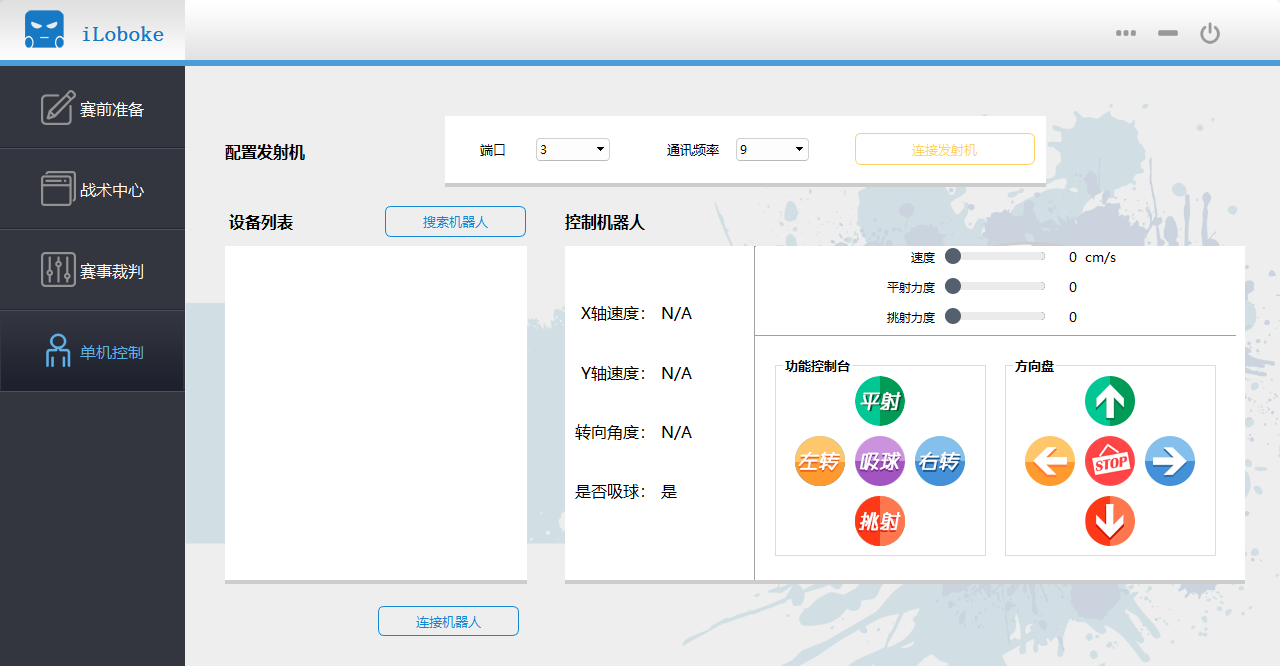 iLoboke
赛前准备
战术中心
赛事裁判
单机控制
配置发射机
端口 3 通讯频率 9 连接发射机
设备列表 搜索机器人 控制机器人
速度 0 cm/s
平射力度 0
挑射力度 0
X轴速度： N/A
Y轴速度： N/A
转向角度： N/A
是否吸球： 是
功能控制台 方向盘
平射
左转 吸球 右转 STOP
挑射
连接机器人